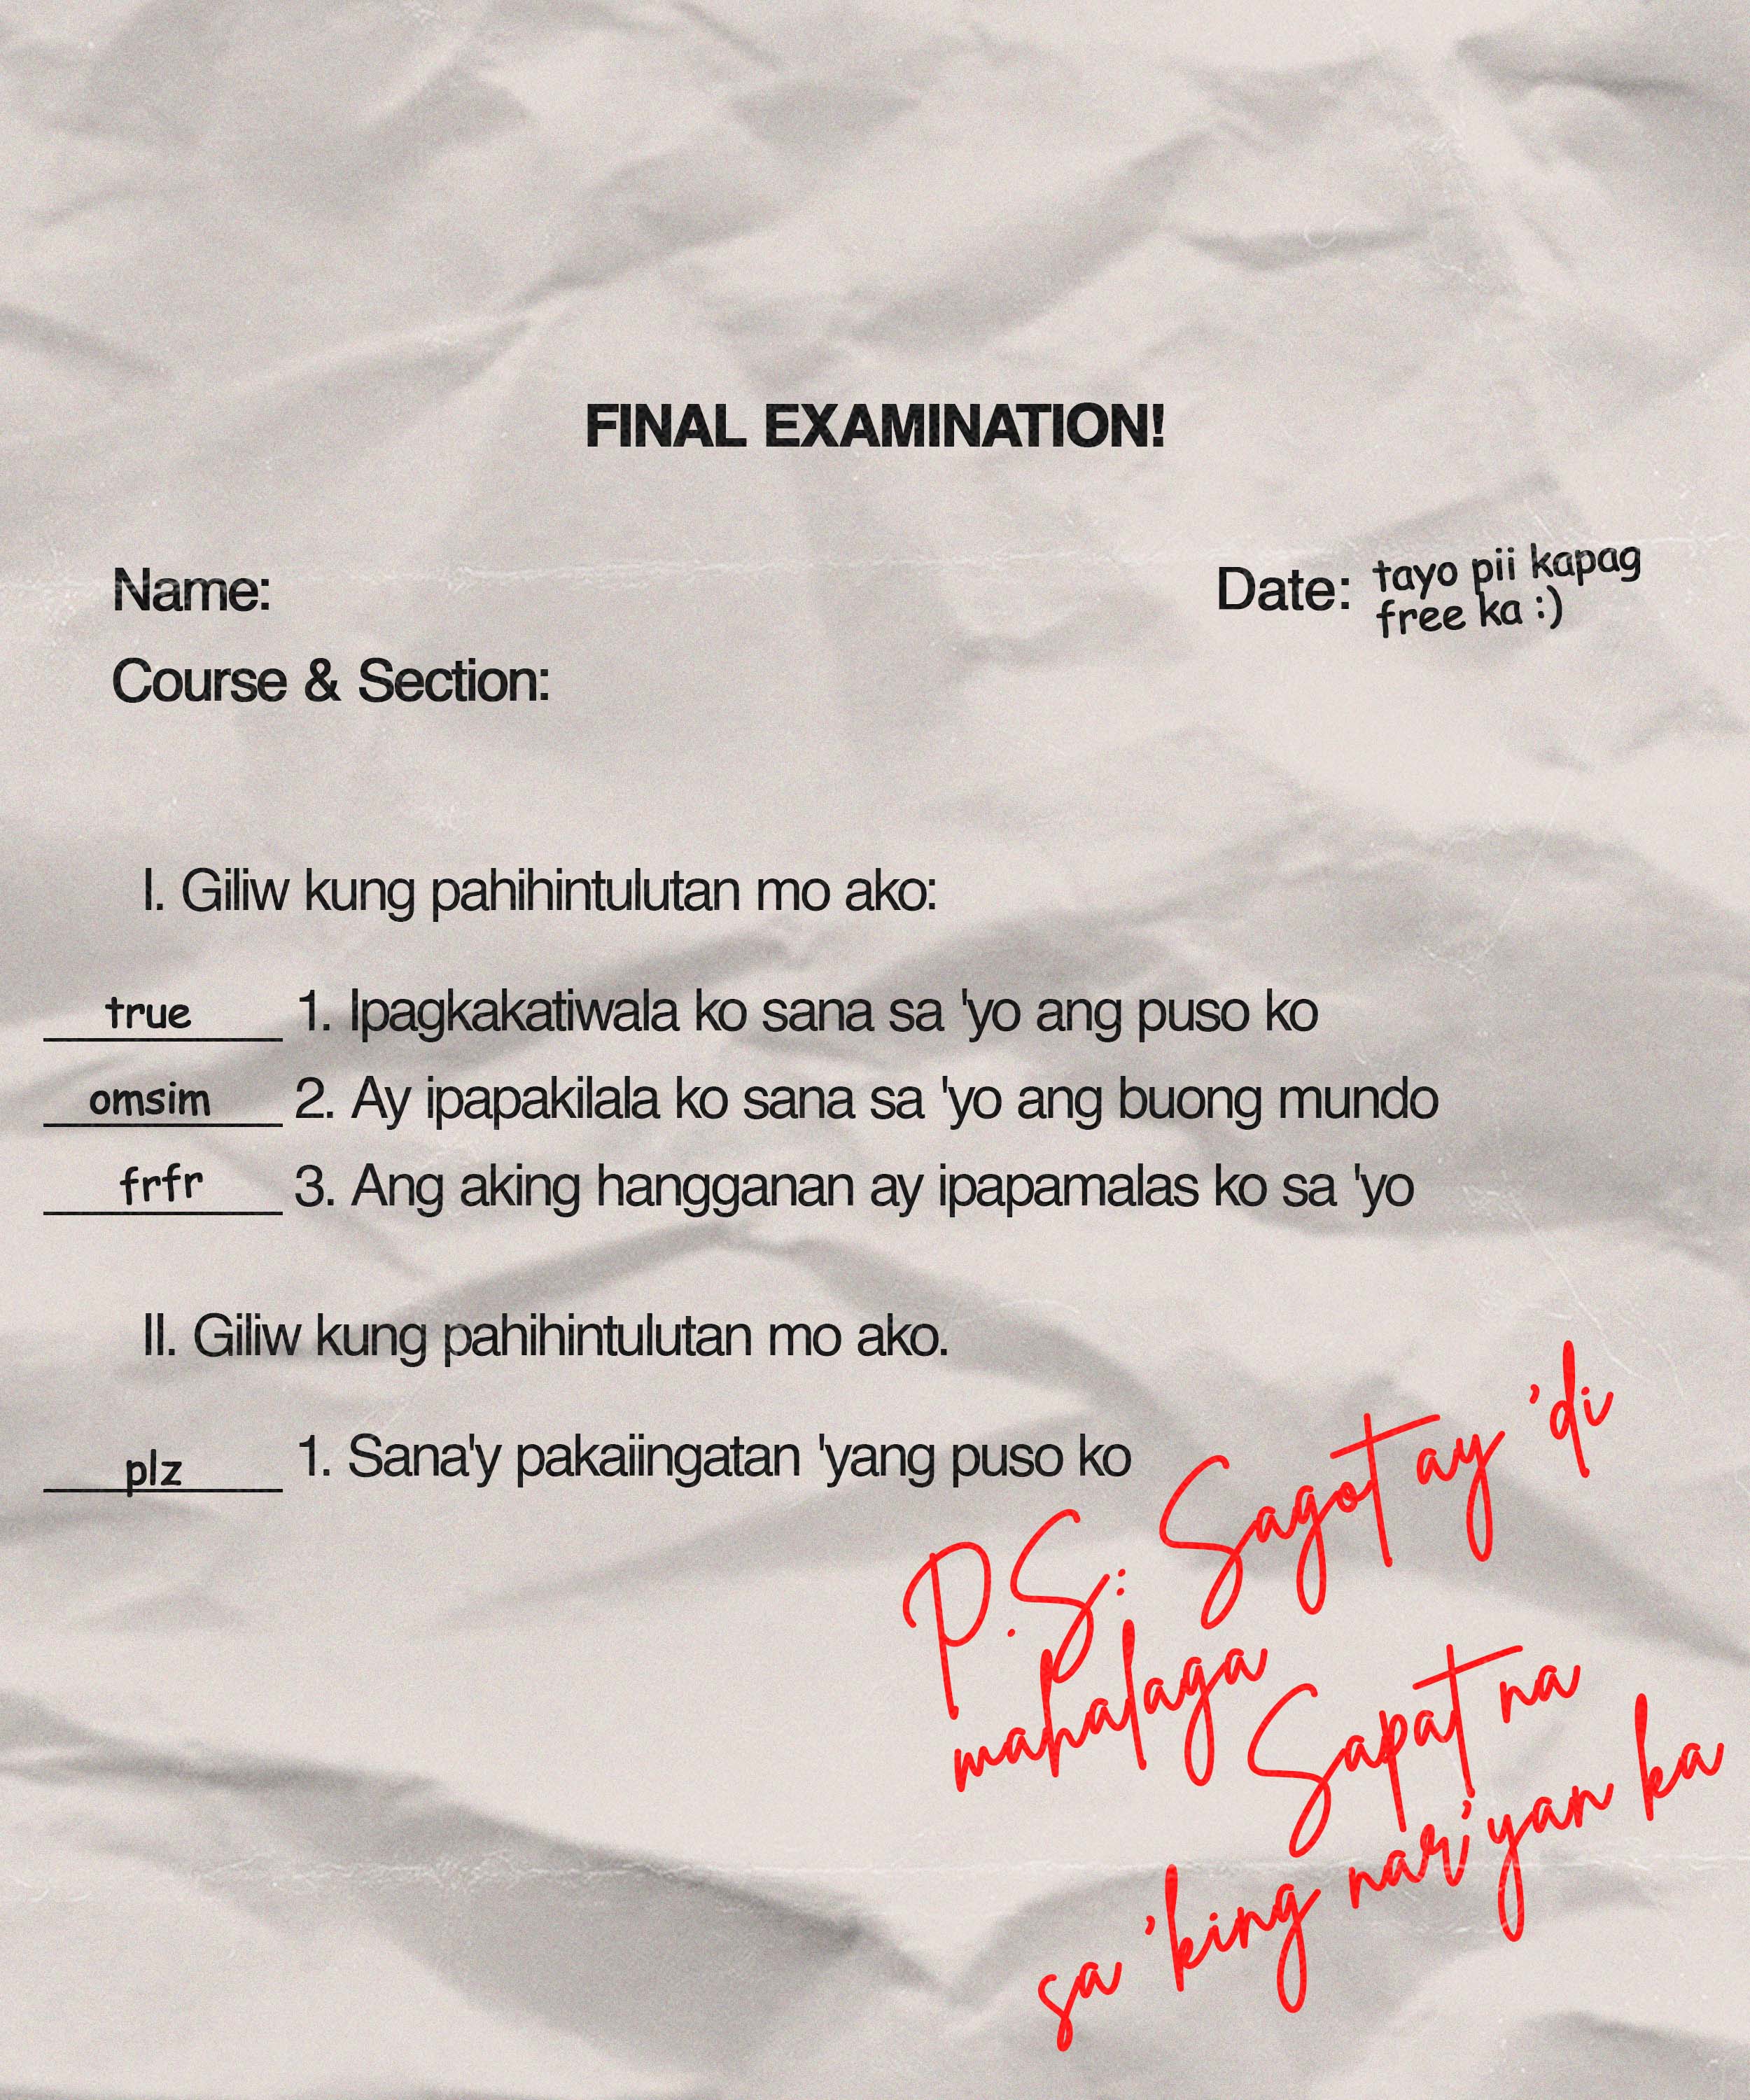 FINAL EXAMINATION!
Name:
Date: tayo pii kapag
free ka :)
Course & Section:
I. Giliw kung pahihintulutan mo ako:
true 1. Ipagkakatiwala ko sana sa 'yo ang puso ko
omsim 2. Ay ipapakilala ko sana sa 'yo ang buong mundo
frfr 3. Ang aking hangganan ay ipapamalas ko sa 'yo
II. Giliw kung pahihintulutan mo ako.
plz 1. Sana'y pakaiingatan 'yang puso ko
P.S: Sagot ay 'di
mahalaga
Sapat na
sa 'king nar'yan ka